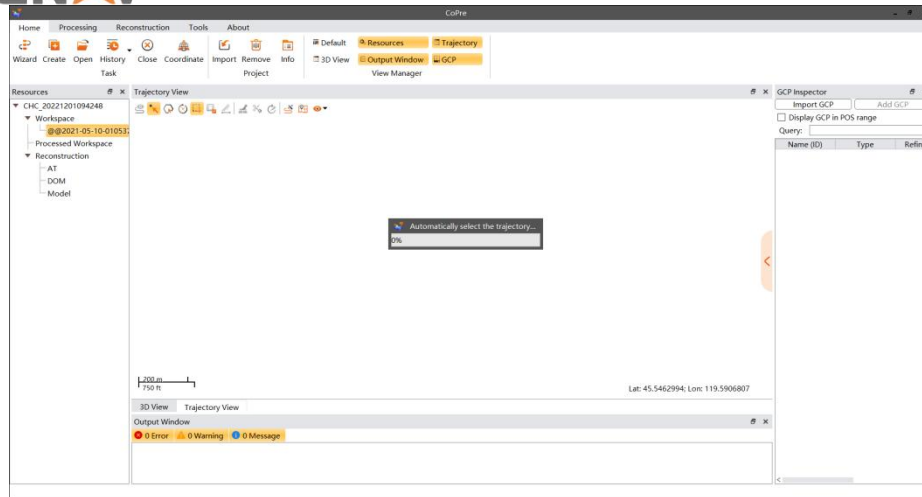 CoPre
Home Processing Reconstruction Tools About
Wizard Create Open History Close Coordinate Import Remove Info
Default Resources Trajectory
3D View Output Window GCP
Task Project View Manager
Resources
CHC_20221201094248
Workspace
@@2021-05-10-01053
Processed Workspace
Reconstruction
AT
DOM
Model
Trajectory View
Automatically select the trajectory...
0%
200 m
750 ft
Lat: 45.5462994; Lon: 119.5906807
3D View Trajectory View
Output Window
0 Error 0 Warning 0 Message
GCP Inspector
Import GCP Add GCP
Display GCP in POS range
Query:
Name (ID) Type Refin